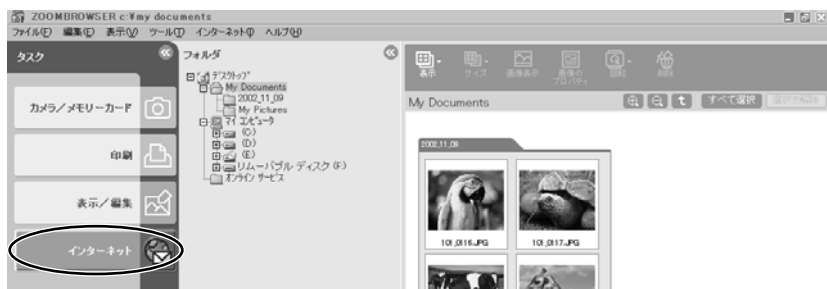 ZOOMBROWSER c:¥my documents
ファイル(F) 編集(E) 表示(V) ツール(T) インターネット(I) ヘルプ(H)
タスク
カメラ/メモリーカード
印刷
表示/編集
インターネット
フォルダ
デスクトップ
My Documents
2002_11_09
My Pictures
マイ コンピュータ
(C:)
(D:)
(E:)
リムーバブル ディスク (F:)
オンライン サービス
表示 サイズ 画像表示 画像のプロパティ 回転 削除
My Documents
すべて選択 選択を解除
2002_11_09
101_0116.JPG 101_0117.JPG